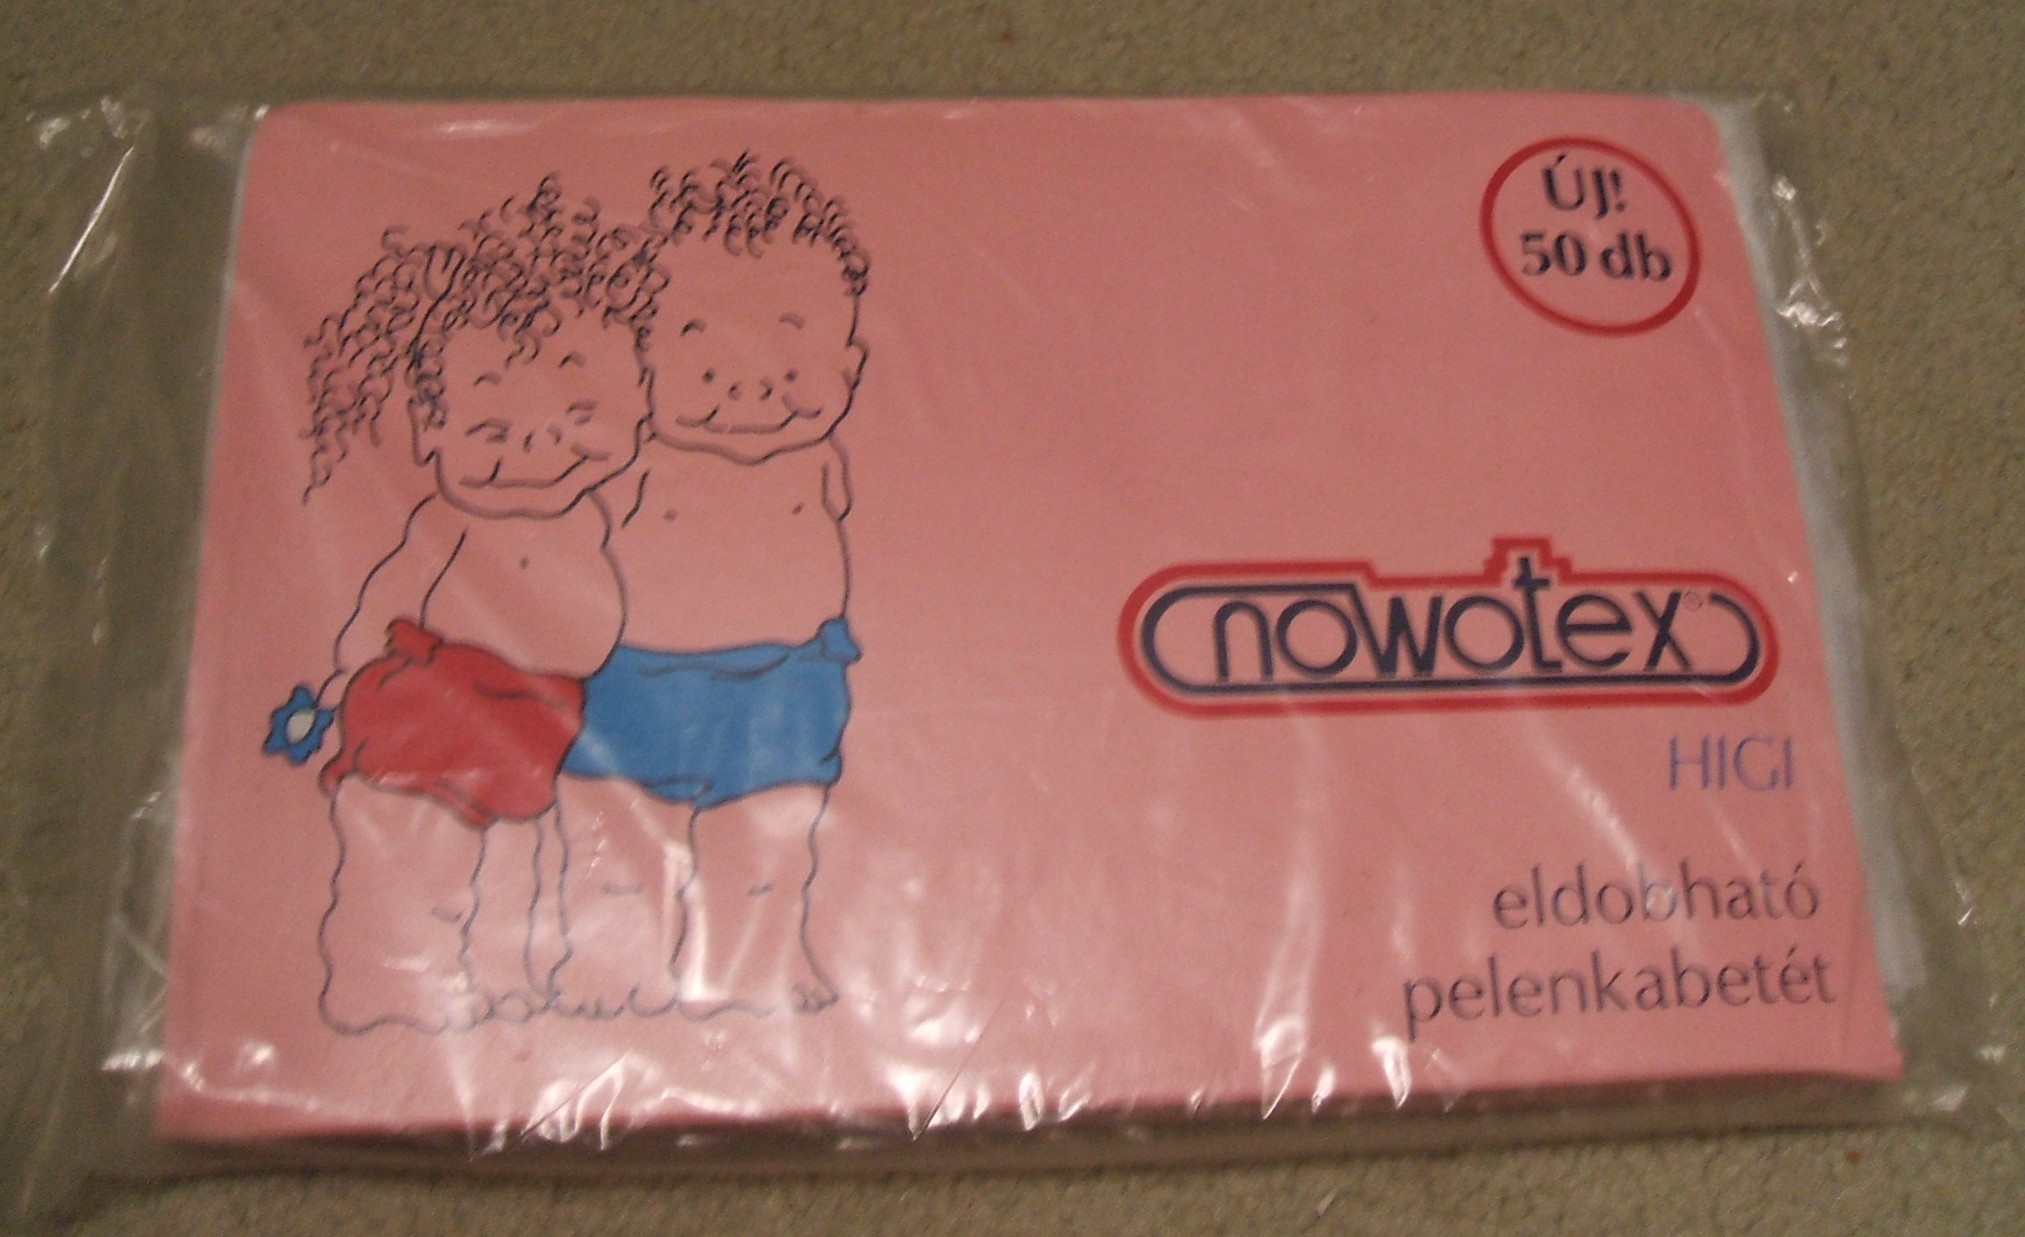 ÚJ!
50 db
nowotex®
HIGI
eldobható
pelenkabetét